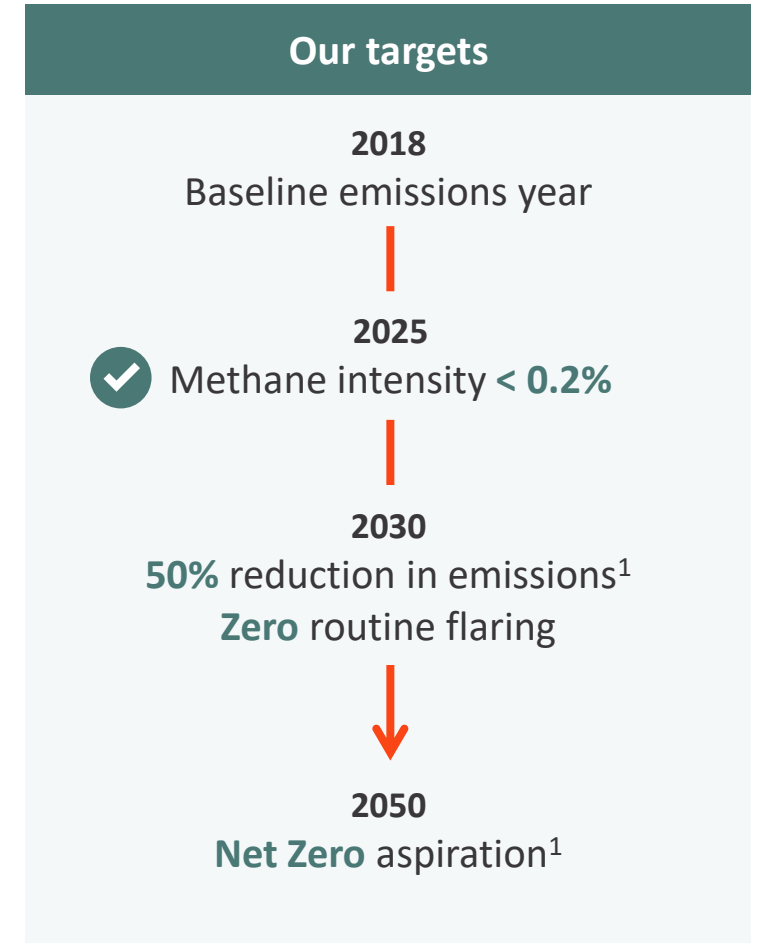 Our targets
2018
Baseline emissions year
2025
Methane intensity < 0.2%
2030
50% reduction in emissions¹
Zero routine flaring
2050
Net Zero aspiration¹